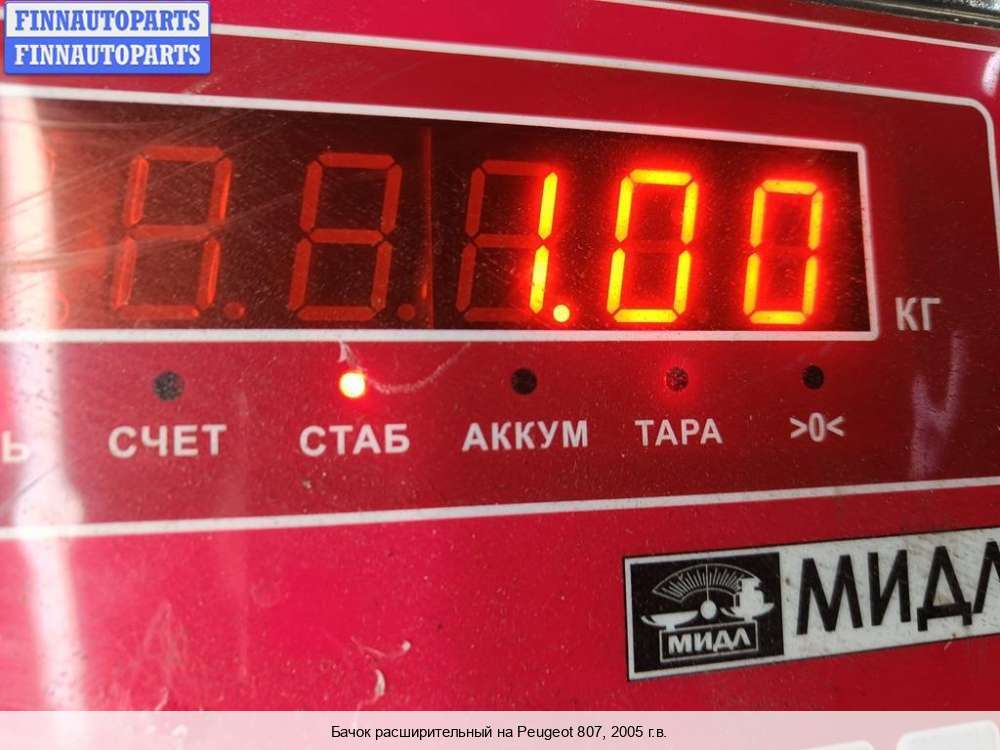 FINNAUTOPARTS
FINNAUTOPARTS
1.00
КГ
СЧЕТ СТАБ АККУМ ТАРА >0<
МИДЛ
МИДЛ
Бачок расширительный на Peugeot 807, 2005 г.в.